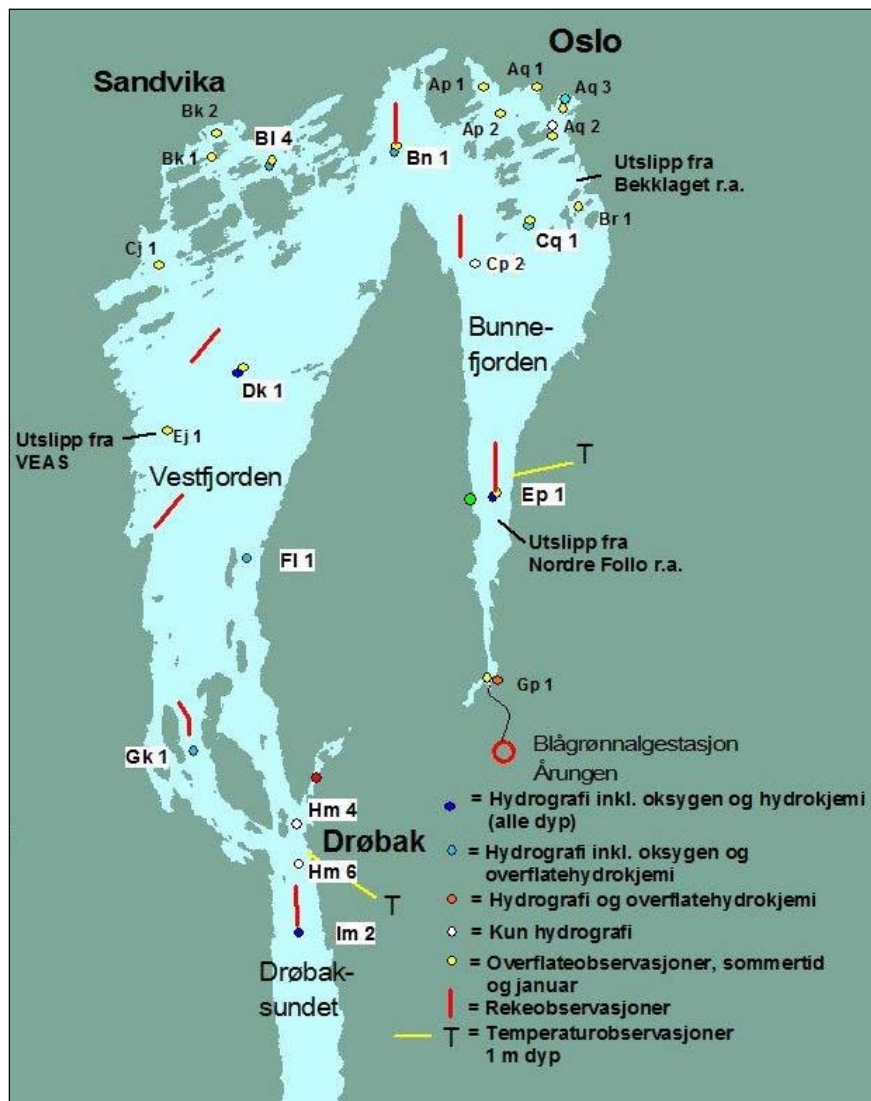 Oslo
Sandvika
Ap 1
Aq 1
Aq 3
Bk 2
Bl 4
Ap 2
Aq 2
Bk 1
Bn 1
Utslipp fra
Bekklaget r.a.
Br 1
Cq 1
Cj 1
Cp 2
Bunne-
fjorden
Dk 1
Utslipp fra
VEAS
Ej 1
T
Vestfjorden
Ep 1
Utslipp fra
Nordre Follo r.a.
Fl 1
Gp 1
Gk 1
Blågrønnalgestasjon
Årungen
Hm 4
Drøbak
Hm 6
T
Im 2
Drøbak-
sundet
= Hydrografi inkl. oksygen og hydrokjemi
(alle dyp)
= Hydrografi inkl. oksygen og
overflatehydrokjemi
= Hydrografi og overflatehydrokjemi
= Kun hydrografi
= Overflateobservasjoner, sommertid
og januar
= Rekeobservasjoner
T = Temperaturobservasjoner
1 m dyp